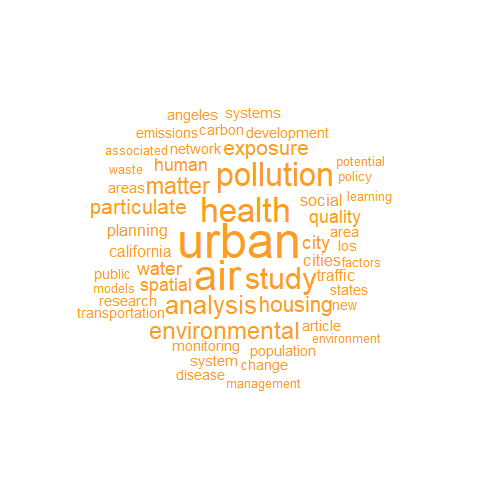 angeles systems
emissions carbon development
associated network exposure
waste human potential
areas matter pollution policy
particulate health social learning
planning urban quality
california city area
los
public water air cities factors
models spatial study traffic
research analysis housing states
transportation new
environmental article
monitoring environment
system population
disease change
management